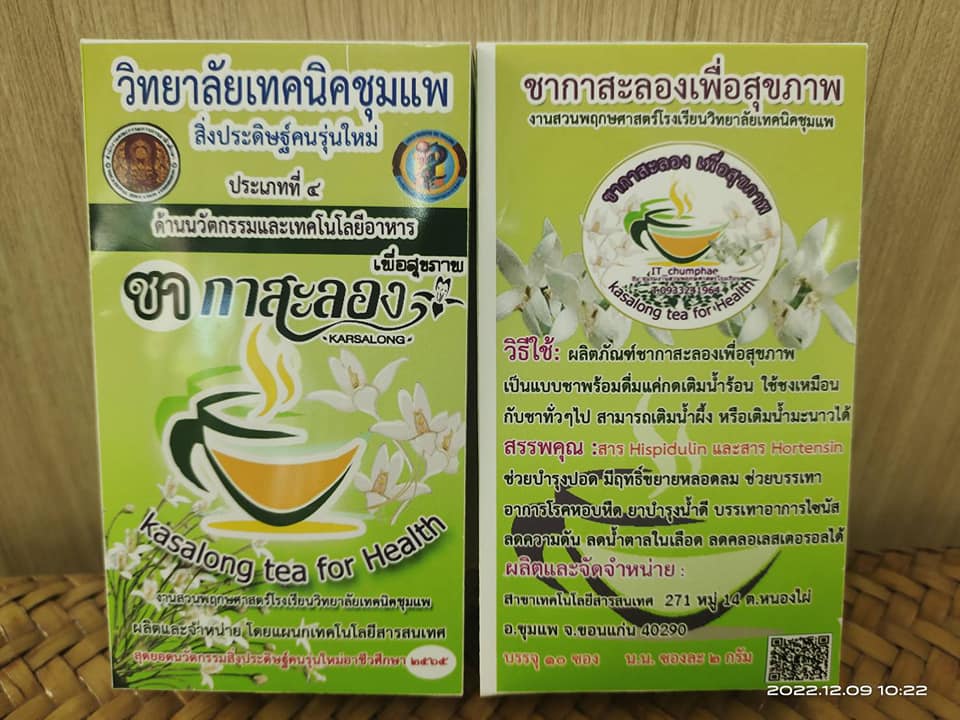 วิทยาลัยเทคนิคชุมแพ
สิ่งประดิษฐ์คนรุ่นใหม่
ประเภทที่ ๔
ด้านนวัตกรรมและเทคโนโลยีอาหาร
เพื่อสุขภาพ
ชา กาสะลอง
KARSALONG
kasalong tea for Health
งานสวนพฤกษศาสตร์โรงเรียนวิทยาลัยเทคนิคชุมแพ
ผลิตและจำหน่าย โดยแผนกเทคโนโลยีสารสนเทศ
สุดยอดนวัตกรรมสิ่งประดิษฐ์คนรุ่นใหม่อาชีวศึกษา ๒๕๖๕
ชากาสะลองเพื่อสุขภาพ
งานสวนพฤกษศาสตร์โรงเรียนวิทยาลัยเทคนิคชุมแพ
ชากาสะลอง เพื่อสุขภาพ
IT_chumphae
T.0933241964
kasalong tea for Health
วิธีใช้: ผลิตภัณฑ์ชากาสะลองเพื่อสุขภาพ
เป็นแบบชาพร้อมดื่มแค่กดเติมน้ำร้อน ใช้ชงเหมือน
กับชาทั่วๆไป สามารถเติมน้ำผึ้ง หรือเติมน้ำมะนาวได้
สรรพคุณ :สาร Hispidulin และสาร Hortensin
ช่วยบำรุงปอด มีฤทธิ์ขยายหลอดลม ช่วยบรรเทา
อาการโรคหอบหืด ยาบำรุงน้ำดี บรรเทาอาการไซนัส
ลดความดัน ลดน้ำตาลในเลือด ลดคลอเลสเตอรอลได้
ผลิตและจัดจำหน่าย :
สาขาเทคโนโลยีสารสนเทศ 271 หมู่ 14 ต.หนองไผ่
อ.ชุมแพ จ.ขอนแก่น 40290
บรรจุ ๑๐ ซอง น.น. ซองละ ๒ กรัม
2022.12.09 10:22